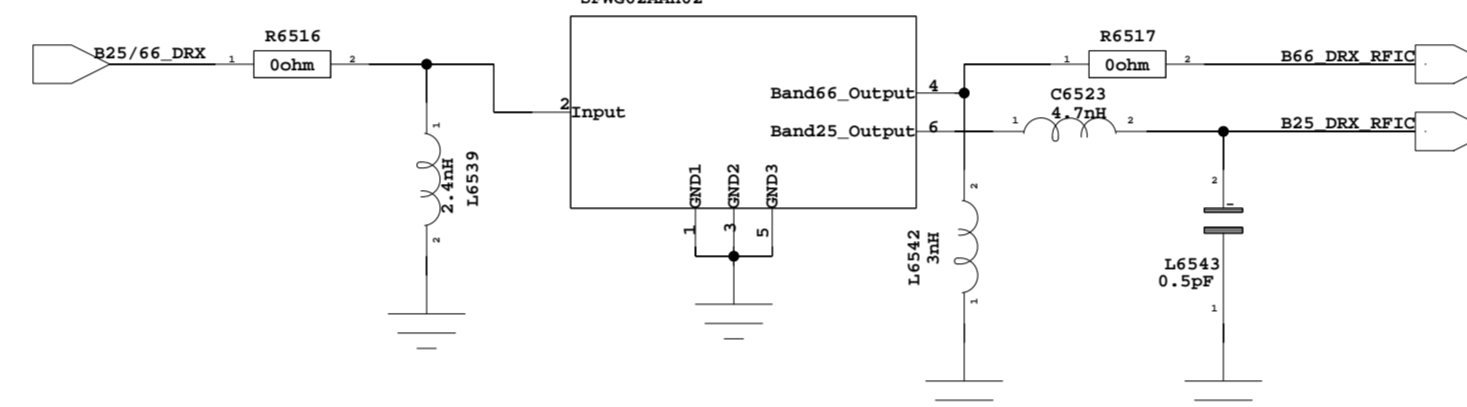 R6516
B25/66_DRX
1
0ohm
2
2
Input
1
2.4nH
L6539
2
GND1
GND2
GND3
1
3
5
Band66_Output
4
Band25_Output
6
R6517
1
0ohm
2
B66_DRX_RFIC
C6523
4.7nH
1
2
B25_DRX_RFIC
2
L6542
3nH
1
2
L6543
0.5pF
1